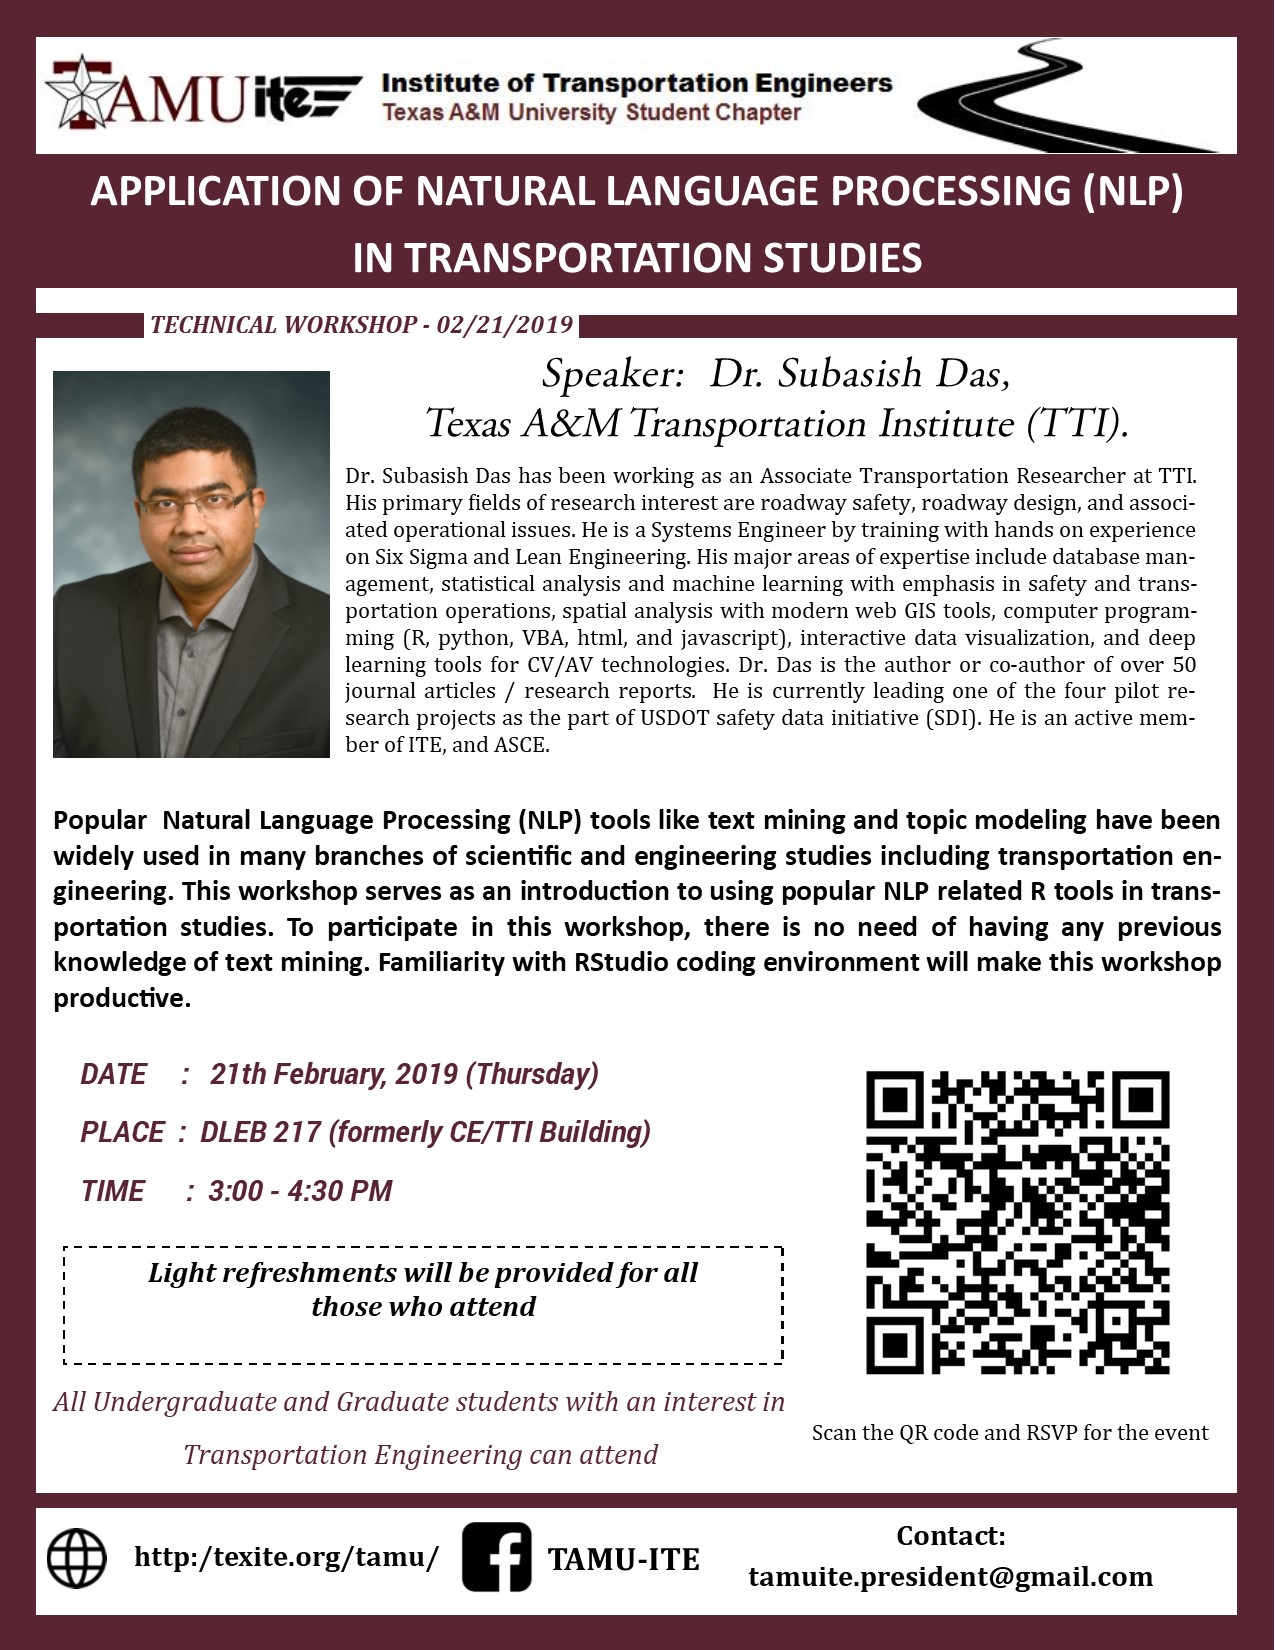 TAMUite
Institute of Transportation Engineers
Texas A&M University Student Chapter
APPLICATION OF NATURAL LANGUAGE PROCESSING (NLP)
IN TRANSPORTATION STUDIES
TECHNICAL WORKSHOP - 02/21/2019
Speaker:  Dr. Subasish Das,
Texas A&M Transportation Institute (TTI).
Dr. Subasish Das has been working as an Associate Transportation Researcher at TTI.
His primary fields of research interest are roadway safety, roadway design, and associ-
ated operational issues. He is a Systems Engineer by training with hands on experience
on Six Sigma and Lean Engineering. His major areas of expertise include database man-
agement, statistical analysis and machine learning with emphasis in safety and trans-
portation operations, spatial analysis with modern web GIS tools, computer program-
ming (R, python, VBA, html, and javascript), interactive data visualization, and deep
learning tools for CV/AV technologies. Dr. Das is the author or co-author of over 50
journal articles / research reports.  He is currently leading one of the four pilot re-
search projects as the part of USDOT safety data initiative (SDI). He is an active mem-
ber of ITE, and ASCE.
Popular  Natural Language Processing (NLP) tools like text mining and topic modeling have been
widely used in many branches of scientific and engineering studies including transportation en-
gineering. This workshop serves as an introduction to using popular NLP related R tools in trans-
portation studies. To participate in this workshop, there is no need of having any previous
knowledge of text mining. Familiarity with RStudio coding environment will make this workshop
productive.
DATE : 21th February, 2019 (Thursday)
PLACE : DLEB 217 (formerly CE/TTI Building)
TIME : 3:00 - 4:30 PM
Light refreshments will be provided for all
those who attend
All Undergraduate and Graduate students with an interest in
Transportation Engineering can attend
Scan the QR code and RSVP for the event
http:/texite.org/tamu/
TAMU-ITE
Contact:
tamuite.president@gmail.com